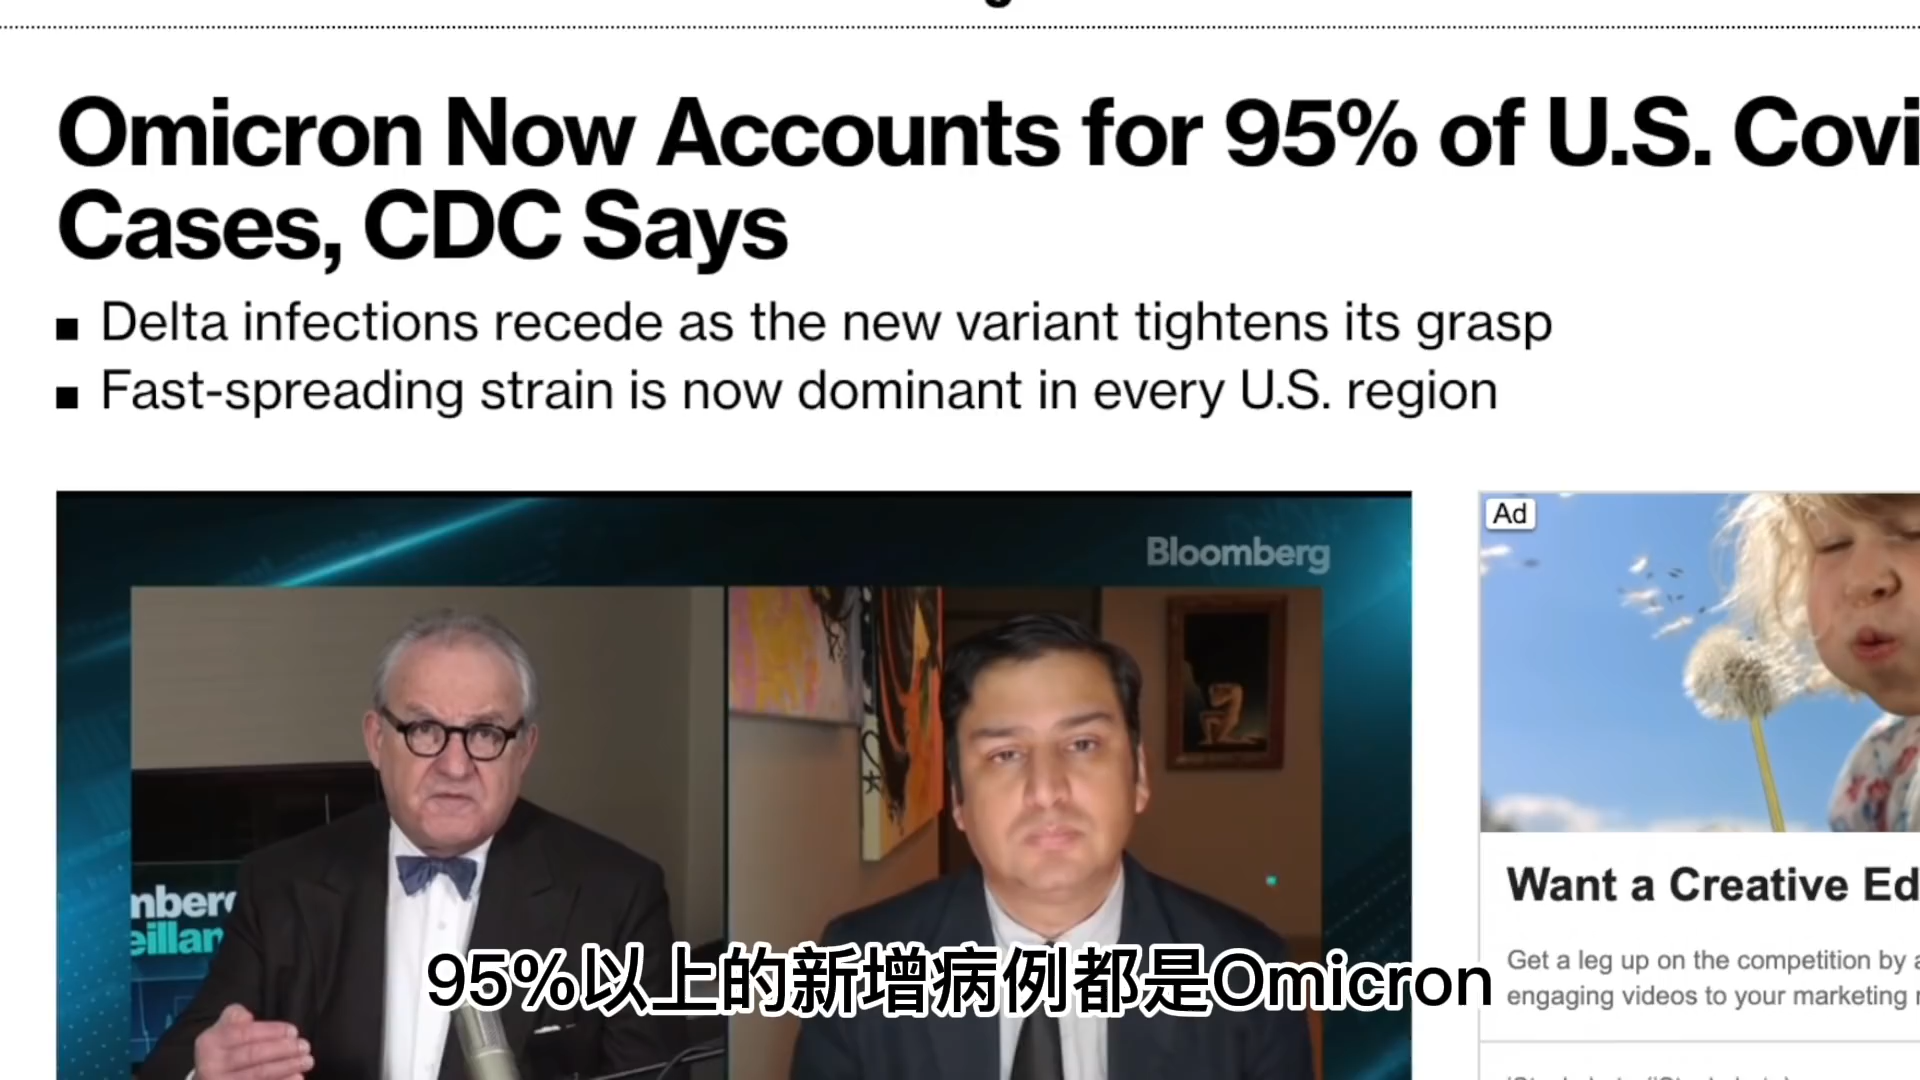 Omicron Now Accounts for 95% of U.S. Covi
Cases, CDC Says
Delta infections recede as the new variant tightens its grasp
Fast-spreading strain is now dominant in every U.S. region
Bloomberg
Ad
mberg
eillan
Want a Creative Ed
Get a leg up on the competition by a
engaging videos to your marketing
95%以上的新增病例都是Omicron